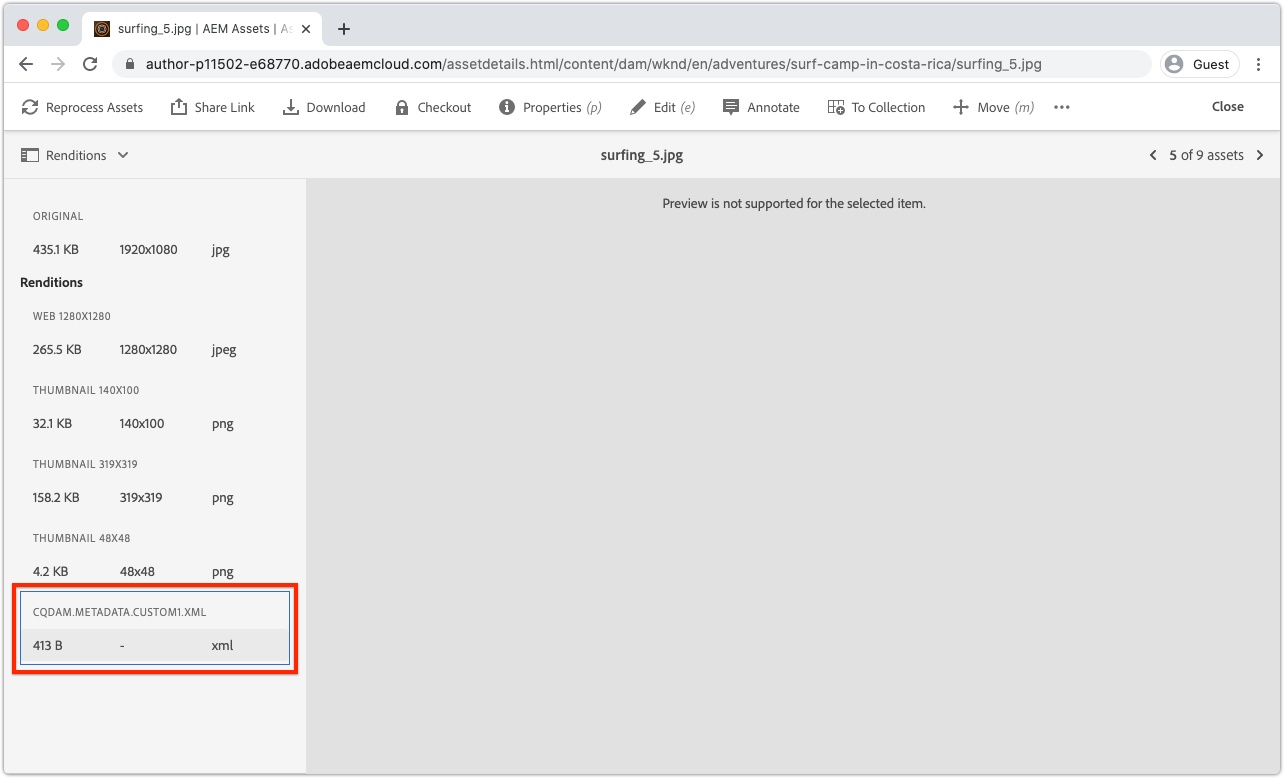 surfing_5.jpg | AEM Assets | As
author-p11502-e68770.adobeaemcloud.com/assetdetails.html/content/dam/wknd/en/adventures/surf-camp-in-costa-rica/surfing_5.jpg
Guest
Reprocess Assets Share Link Download Checkout Properties (p) Edit (e) Annotate To Collection Move (m) Close
Renditions surfing_5.jpg 5 of 9 assets
Preview is not supported for the selected item.
ORIGINAL
435.1 KB 1920x1080 jpg
Renditions
WEB 1280X1280
265.5 KB 1280x1280 jpeg
THUMBNAIL 140X100
32.1 KB 140x100 png
THUMBNAIL 319X319
158.2 KB 319x319 png
THUMBNAIL 48X48
4.2 KB 48x48 png
CQDAM.METADATA.CUSTOM1.XML
413 B - xml